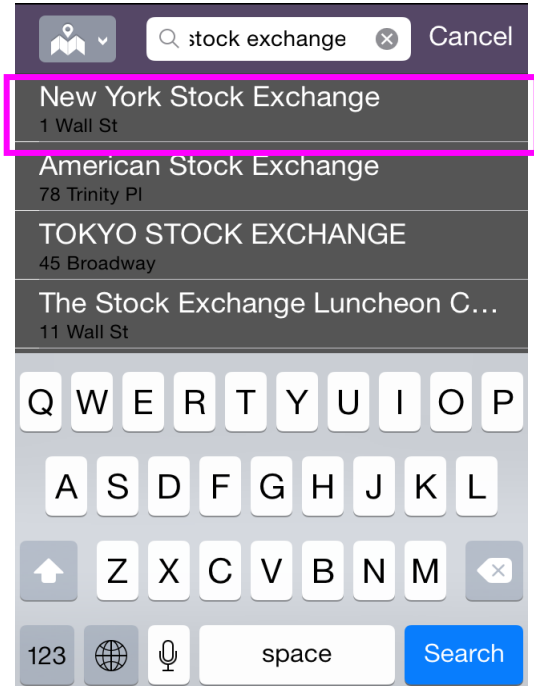 stock exchange
Cancel
New York Stock Exchange
1 Wall St
American Stock Exchange
78 Trinity Pl
TOKYO STOCK EXCHANGE
45 Broadway
The Stock Exchange Luncheon C...
11 Wall St
Q W E R T Y U I O P
A S D F G H J K L
Z X C V B N M
123 space Search